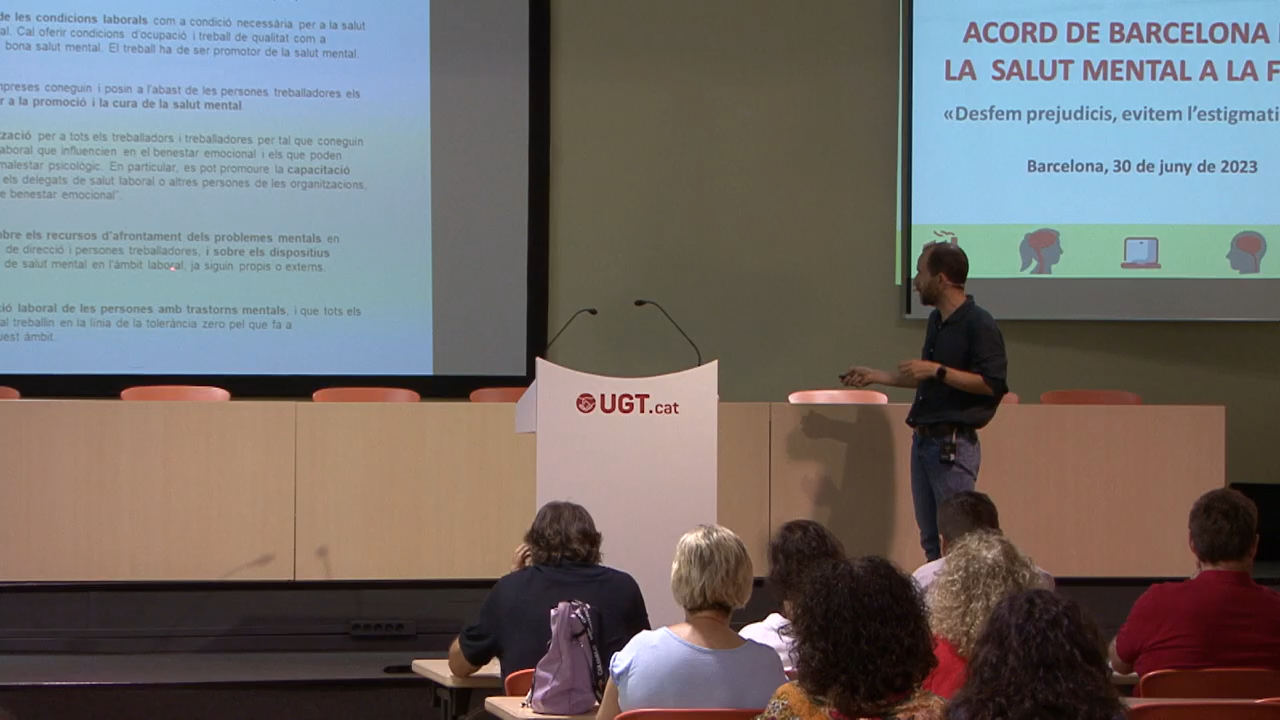 de les condicions laborals com a condició necessària per a la salut
al. Cal oferir condicions d'ocupació i treball de qualitat com a
bona salut mental. El treball ha de ser promotor de la salut mental.
mpreses coneguin i posin a l'abast de les persones treballadores els
r a la promoció i la cura de la salut mental
tzació per a tots els treballadors i treballadores per tal que coneguin
aboral que influencien en el benestar emocional i els que poden
malestar psicològic. En particular, es pot promoure la capacitació
els delegats de salut laboral o altres persones de les organitzacions,
e benestar emocional".
obre els recursos d'afrontament dels problemes mentals en
de direcció i persones treballadores, i sobre els dispositius
de salut mental en l'àmbit laboral, ja siguin propis o externs.
ció laboral de les persones amb trastorns mentals, i que tots els
al treballin en la línia de la tolerància zero pel que fa a
uest àmbit.
ACORD DE BARCELONA
LA SALUT MENTAL A LA F
«Desfem prejudicis, evitem l'estigmati
Barcelona, 30 de juny de 2023
UGT.cat